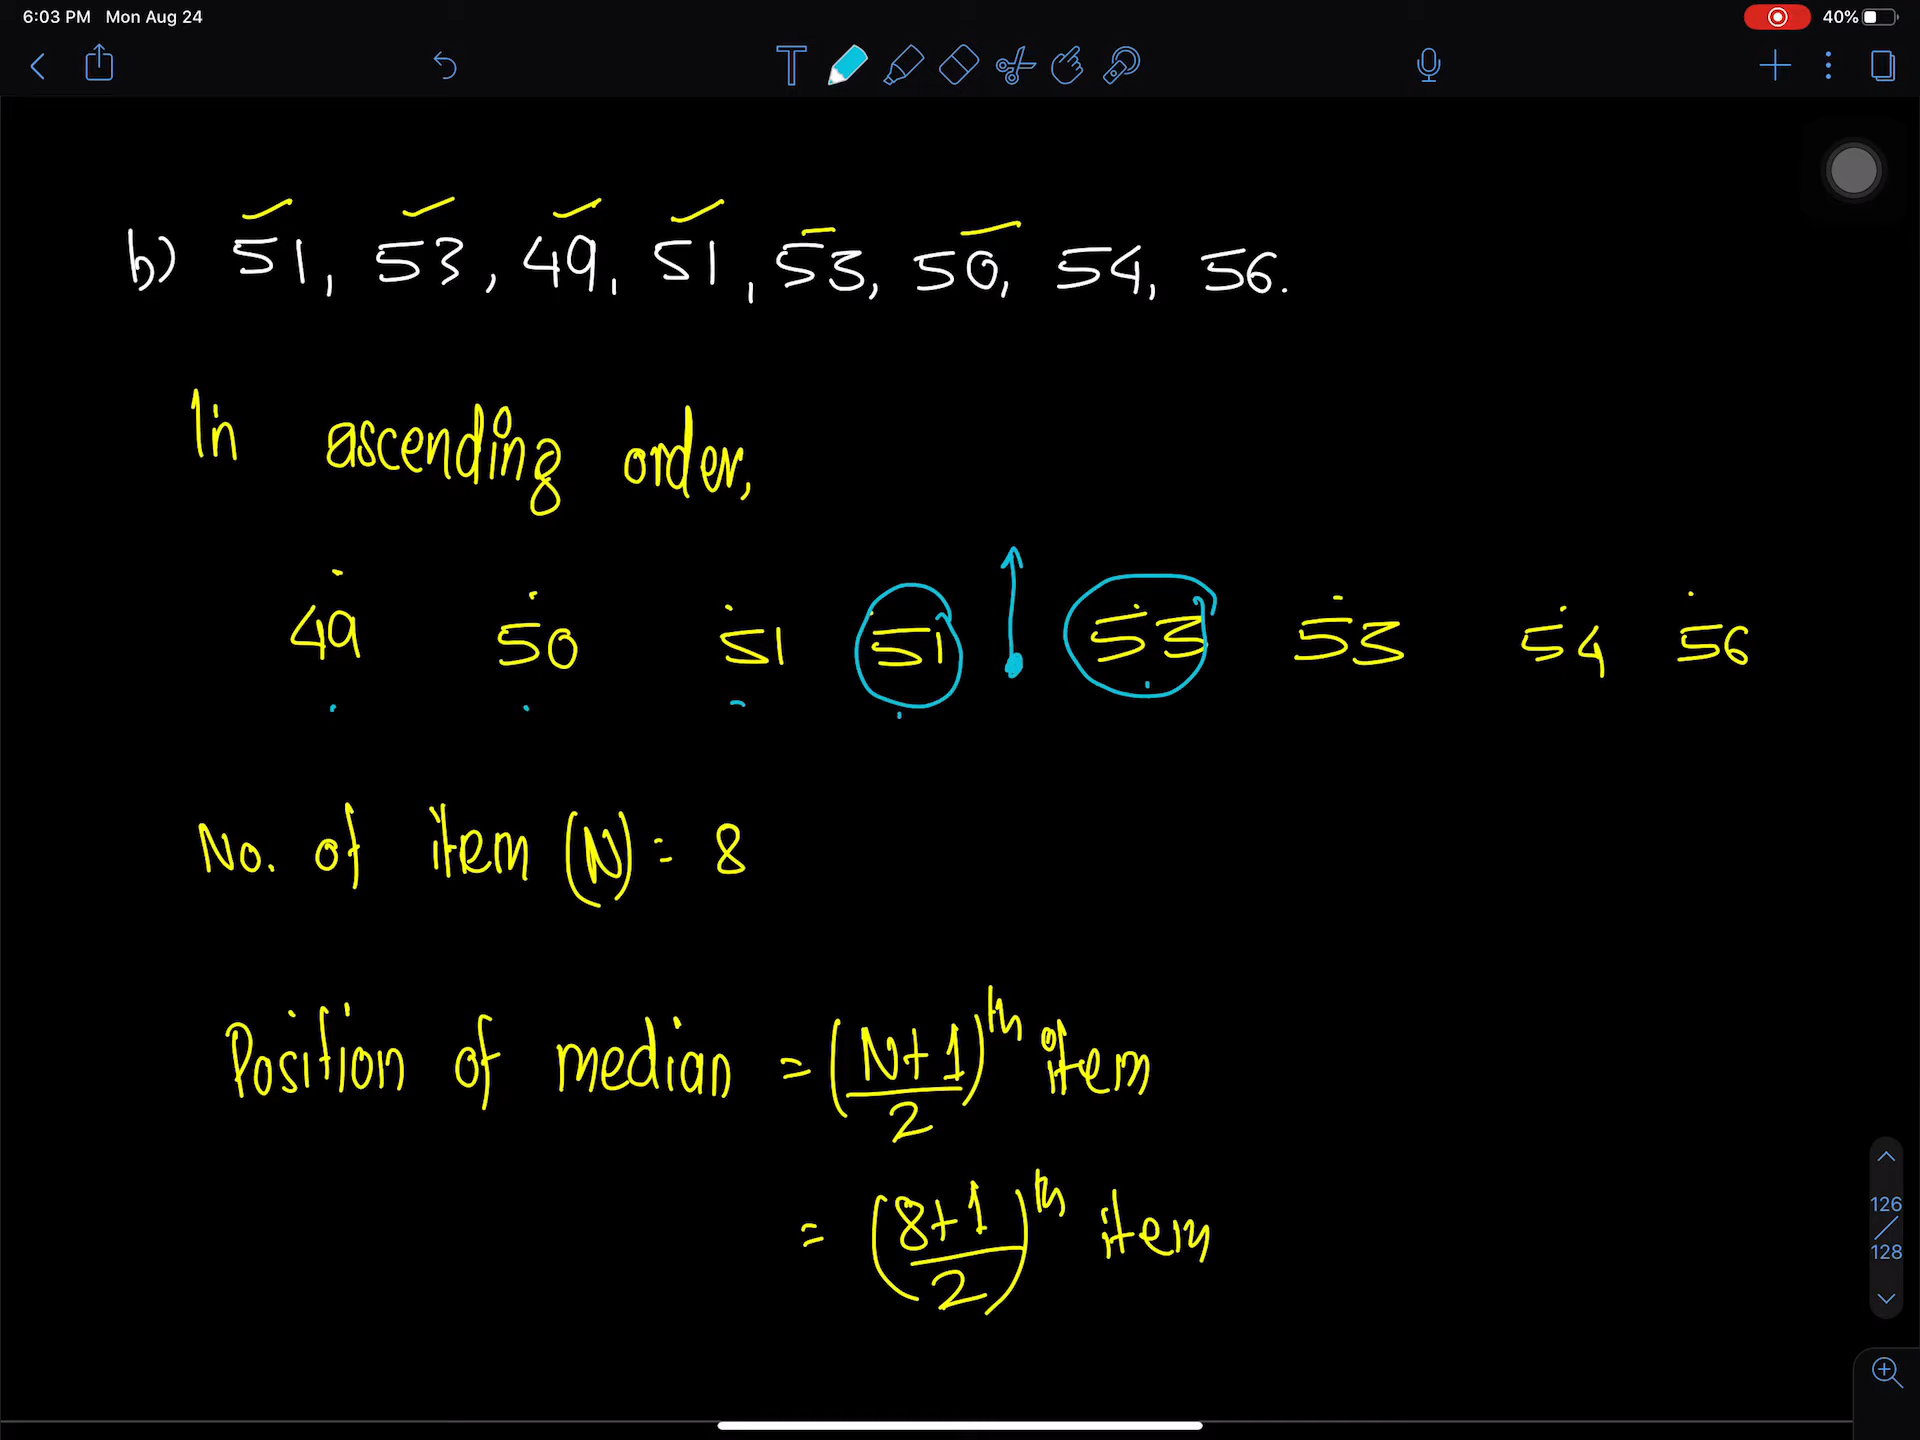 6:03 PM Mon Aug 24
40%
b) 51, 53, 49, 51, 53, 50, 54, 56.
In ascending order,
49 50 51 51 53 53 54 56
No. of item (N) = 8
Position of median = (N+1/2)th item
= (8+1/2)th item
126
128